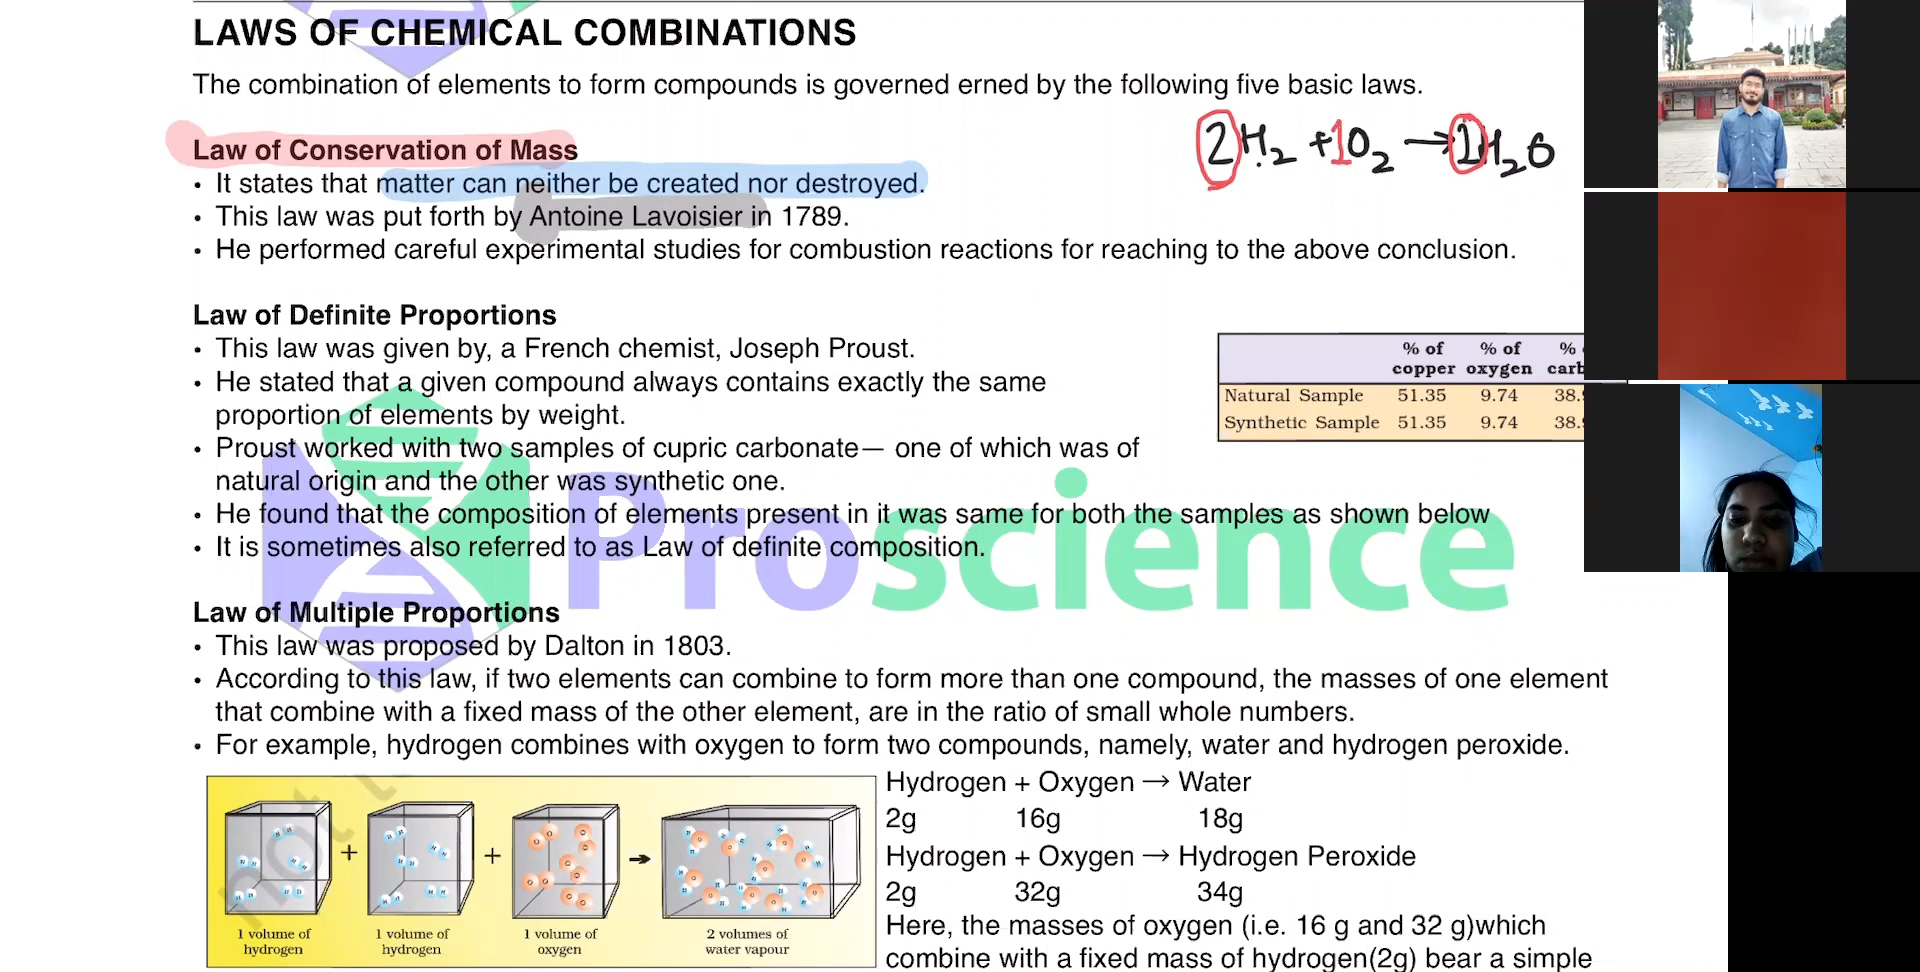 LAWS OF CHEMICAL COMBINATIONS
The combination of elements to form compounds is governed erned by the following five basic laws.
2H2 + 1O2 → 1H2O
Law of Conservation of Mass
• It states that matter can neither be created nor destroyed.
• This law was put forth by Antoine Lavoisier in 1789.
• He performed careful experimental studies for combustion reactions for reaching to the above conclusion.
Law of Definite Proportions
• This law was given by, a French chemist, Joseph Proust.
• He stated that a given compound always contains exactly the same
proportion of elements by weight.
• Proust worked with two samples of cupric carbonate— one of which was of
natural origin and the other was synthetic one.
• He found that the composition of elements present in it was same for both the samples as shown below
• It is sometimes also referred to as Law of definite composition.
% of % of %
copper oxygen carb
Natural Sample 51.35 9.74 38.
Synthetic Sample 51.35 9.74 38.
Proscience
Law of Multiple Proportions
• This law was proposed by Dalton in 1803.
• According to this law, if two elements can combine to form more than one compound, the masses of one element
that combine with a fixed mass of the other element, are in the ratio of small whole numbers.
• For example, hydrogen combines with oxygen to form two compounds, namely, water and hydrogen peroxide.
not
+ + →
1 volume of
hydrogen
1 volume of
hydrogen
1 volume of
oxygen
2 volumes of
water vapour
Hydrogen + Oxygen → Water
2g 16g 18g
Hydrogen + Oxygen → Hydrogen Peroxide
2g 32g 34g
Here, the masses of oxygen (i.e. 16 g and 32 g)which
combine with a fixed mass of hydrogen(2g) bear a simple